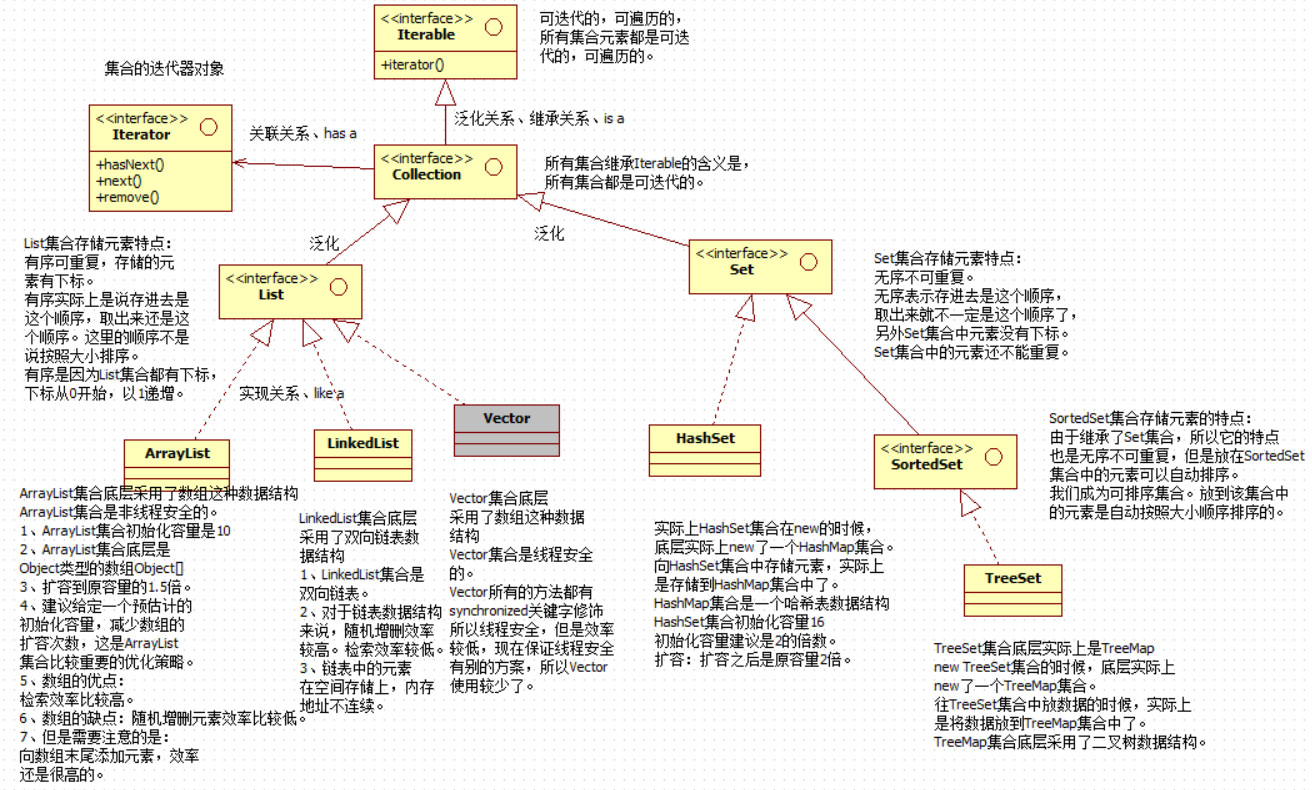 <<interface>>
Iterable
+iterator()
可迭代的，可遍历的，
所有集合元素都是可迭
代的，可遍历的。
集合的迭代器对象
<<interface>>
Iterator
+hasNext()
+next()
+remove()
关联关系、has a
泛化关系、继承关系、is a
<<interface>>
Collection
所有集合继承Iterable的含义是，
所有集合都是可迭代的。
泛化
泛化
List集合存储元素特点：
有序可重复，存储的元
素有下标。
有序实际上是说存进去是
这个顺序，取出来还是这
个顺序。这里的顺序不是
说按照大小排序。
有序是因为List集合都有下标，
下标从0开始，以1递增。
<<interface>>
List
<<interface>>
Set
Set集合存储元素特点：
无序不可重复。
无序表示存进去是这个顺序，
取出来就不一定是这个顺序了，
另外Set集合中元素没有下标。
Set集合中的元素还不能重复。
实现关系、like a
ArrayList
LinkedList
Vector
HashSet
<<interface>>
SortedSet
SortedSet集合存储元素的特点：
由于继承了Set集合，所以它的特点
也是无序不可重复，但是放在SortedSet
集合中的元素可以自动排序。
我们成为可排序集合。放到该集合中
的元素是自动按照大小顺序排序的。
ArrayList集合底层采用了数组这种数据结构
ArrayList集合是非线程安全的。
1、ArrayList集合初始化容量是10
2、ArrayList集合底层是
Object类型的数组Object[]
3、扩容到原容量的1.5倍。
4、建议给定一个预估计的
初始化容量，减少数组的
扩容次数，这是ArrayList
集合比较重要的优化策略。
5、数组的优点：
检索效率比较高。
6、数组的缺点：随机增删元素效率比较低。
7、但是需要注意的是：
向数组末尾添加元素，效率
还是很高的。
LinkedList集合底层
采用了双向链表数
据结构
1、LinkedList集合是
双向链表。
2、对于链表数据结构
来说，随机增删效率
较高。检索效率较低。
3、链表中的元素
在空间存储上，内存
地址不连续。
Vector集合底层
采用了数组这种数据
结构
Vector集合是线程安全
的。
Vector所有的方法都有
synchronized关键字修饰
所以线程安全，但是效率
较低，现在保证线程安全
有别的方案，所以Vector
使用较少了。
实际上HashSet集合在new的时候，
底层实际上new了一个HashMap集合。
向HashSet集合中存储元素，实际上
是存储到HashMap集合中了。
HashMap集合是一个哈希表数据结构
HashSet集合初始化容量16
初始化容量建议是2的倍数。
扩容：扩容之后是原容量2倍。
TreeSet
TreeSet集合底层实际上是TreeMap
new TreeSet集合的时候，底层实际上
new了一个TreeMap集合。
往TreeSet集合中放数据的时候，实际上
是将数据放到TreeMap集合中了。
TreeMap集合底层采用了二叉树数据结构。